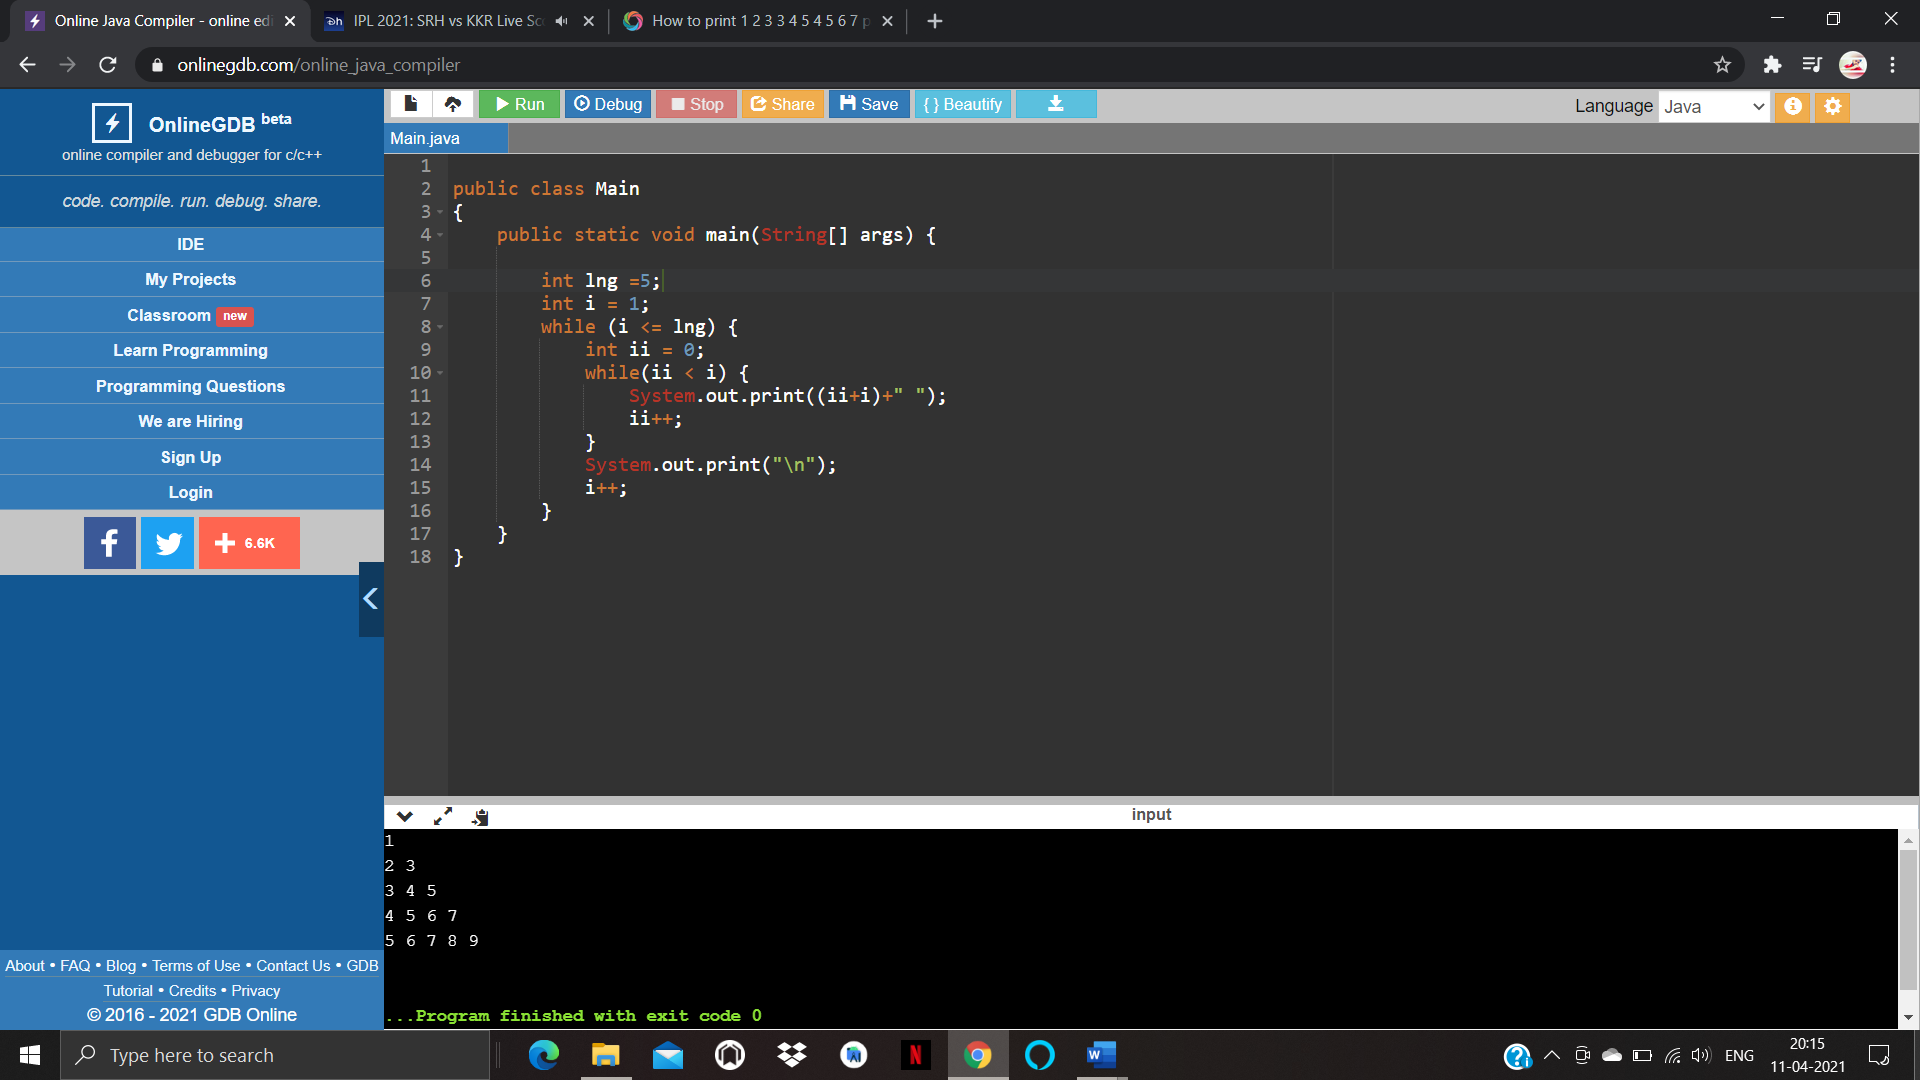 Online Java Compiler - online edi
IPL 2021: SRH vs KKR Live Sc
How to print 1 2 3 3 4 5 4 5 6 7 p
onlinegdb.com/online_java_compiler
OnlineGDB beta
online compiler and debugger for c/c++
code. compile. run. debug. share.
IDE
My Projects
Classroom new
Learn Programming
Programming Questions
We are Hiring
Sign Up
Login
f
+ 6.6K
About • FAQ • Blog • Terms of Use • Contact Us • GDB
Tutorial • Credits • Privacy
© 2016 - 2021 GDB Online
Run
Debug
Stop
Share
Save
{} Beautify
Language Java
Main.java
1
2 public class Main
3 {
4     public static void main(String[] args) {
5
6         int lng =5;
7         int i = 1;
8         while (i <= lng) {
9             int ii = 0;
10             while(ii < i) {
11                 System.out.print((ii+i)+" ");
12                 ii++;
13             }
14             System.out.print("\n");
15             i++;
16         }
17     }
18 }
input
1
2 3
3 4 5
4 5 6 7
5 6 7 8 9
...Program finished with exit code 0
Type here to search
ENG
20:15
11-04-2021